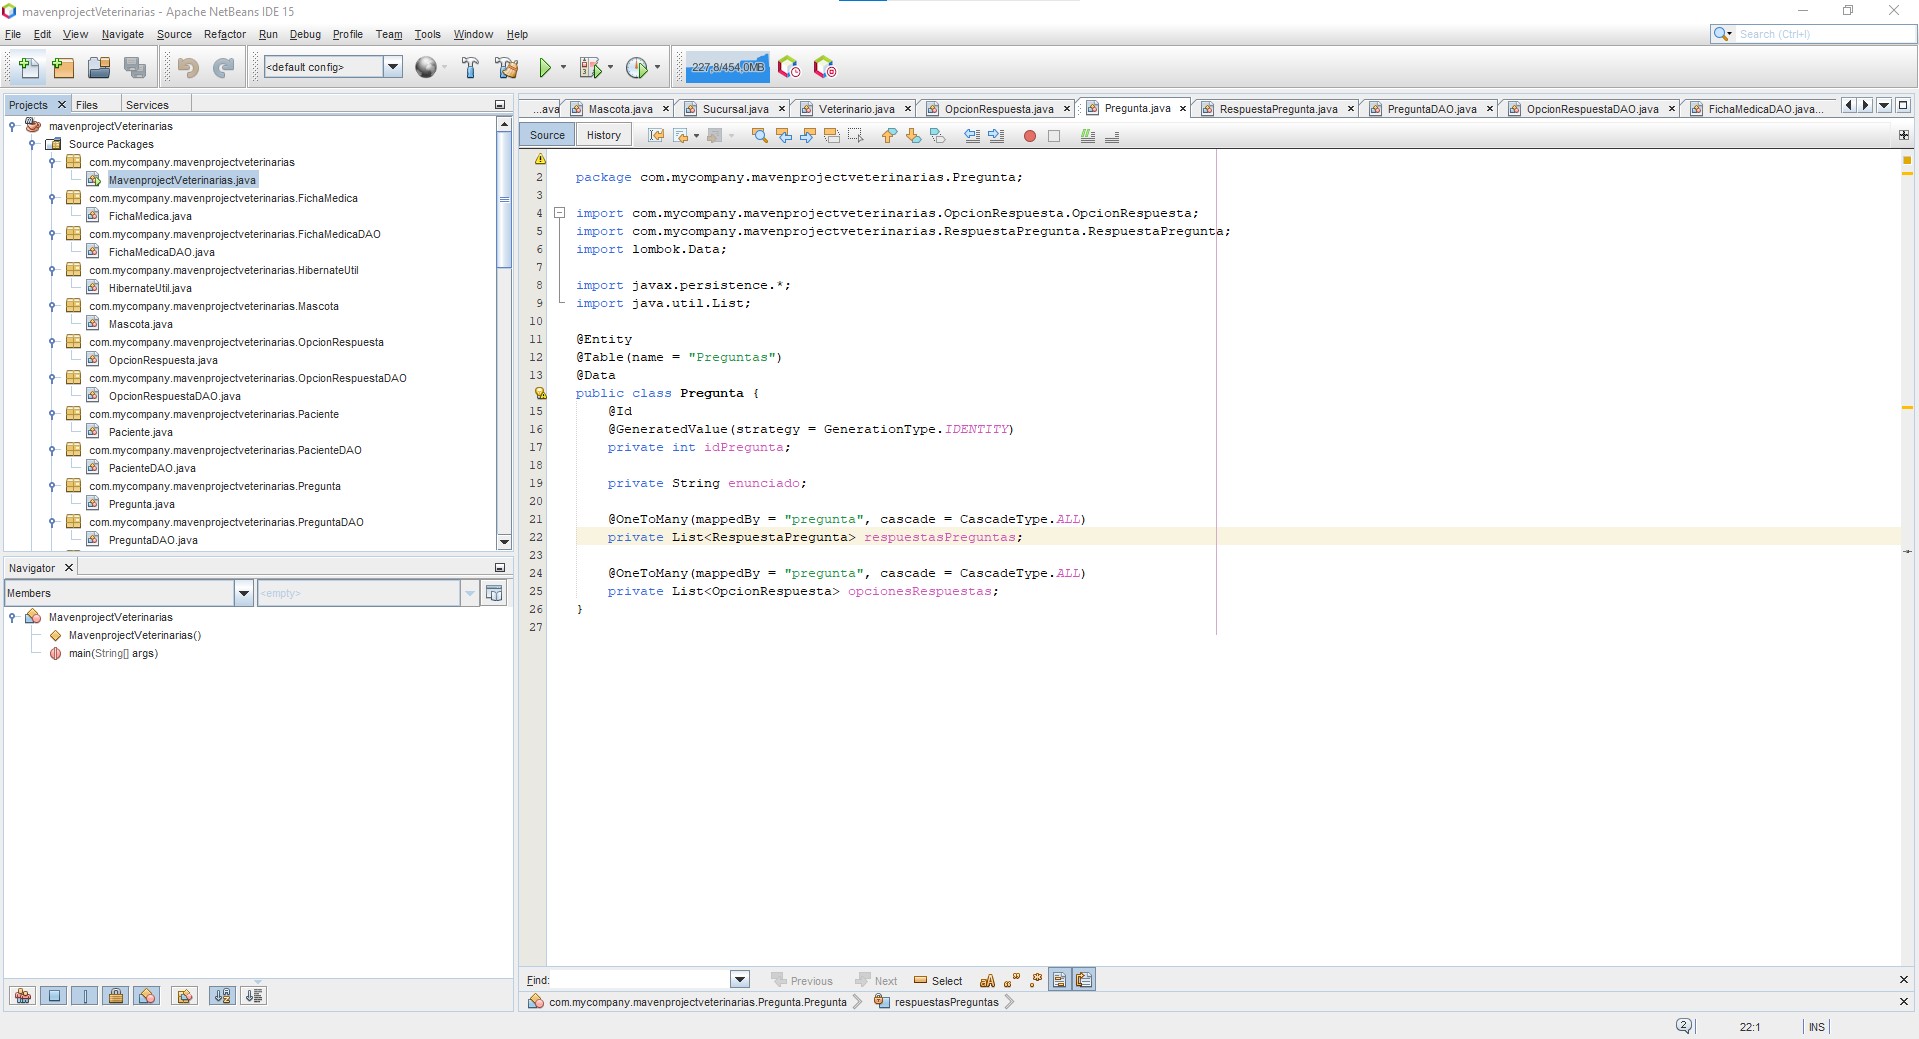 mavenprojectVeterinarias - Apache NetBeans IDE 15
File Edit View Navigate Source Refactor Run Debug Profile Team Tools Window Help
Search (Ctrl+I)
<default config>
227,8/454,0MB
Projects Files Services
...ava Mascota.java Sucursal.java Veterinario.java OpcionRespuesta.java Pregunta.java RespuestaPregunta.java PreguntaDAO.java OpcionRespuestaDAO.java FichaMedicaDAO.java...
Source History
mavenprojectVeterinarias
Source Packages
com.mycompany.mavenprojectveterinarias
MavenprojectVeterinarias.java
com.mycompany.mavenprojectveterinarias.FichaMedica
FichaMedica.java
com.mycompany.mavenprojectveterinarias.FichaMedicaDAO
FichaMedicaDAO.java
com.mycompany.mavenprojectveterinarias.HibernateUtil
HibernateUtil.java
com.mycompany.mavenprojectveterinarias.Mascota
Mascota.java
com.mycompany.mavenprojectveterinarias.OpcionRespuesta
OpcionRespuesta.java
com.mycompany.mavenprojectveterinarias.OpcionRespuestaDAO
OpcionRespuestaDAO.java
com.mycompany.mavenprojectveterinarias.Paciente
Paciente.java
com.mycompany.mavenprojectveterinarias.PacienteDAO
PacienteDAO.java
com.mycompany.mavenprojectveterinarias.Pregunta
Pregunta.java
com.mycompany.mavenprojectveterinarias.PreguntaDAO
PreguntaDAO.java
Navigator
Members
<empty>
MavenprojectVeterinarias
MavenprojectVeterinarias()
main(String[] args)
2 package com.mycompany.mavenprojectveterinarias.Pregunta;
3
4 import com.mycompany.mavenprojectveterinarias.OpcionRespuesta.OpcionRespuesta;
5 import com.mycompany.mavenprojectveterinarias.RespuestaPregunta.RespuestaPregunta;
6 import lombok.Data;
7
8 import javax.persistence.*;
9 import java.util.List;
10
11 @Entity
12 @Table(name = "Preguntas")
13 @Data
public class Pregunta {
15 @Id
16 @GeneratedValue(strategy = GenerationType.IDENTITY)
17 private int idPregunta;
18
19 private String enunciado;
20
21 @OneToMany(mappedBy = "pregunta", cascade = CascadeType.ALL)
22 private List<RespuestaPregunta> respuestasPreguntas;
23
24 @OneToMany(mappedBy = "pregunta", cascade = CascadeType.ALL)
25 private List<OpcionRespuesta> opcionesRespuestas;
26 }
27
Find: Previous Next Select
com.mycompany.mavenprojectveterinarias.Pregunta.Pregunta respuestasPreguntas
2 22:1 INS